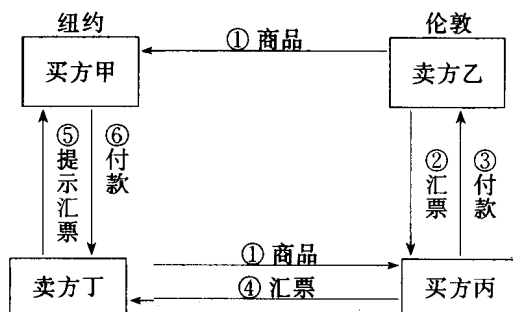 纽约
伦敦
① 商品
买方甲
卖方乙
⑤提示汇票
⑥付款
②汇票
③付款
① 商品
卖方丁
④ 汇票
买方丙